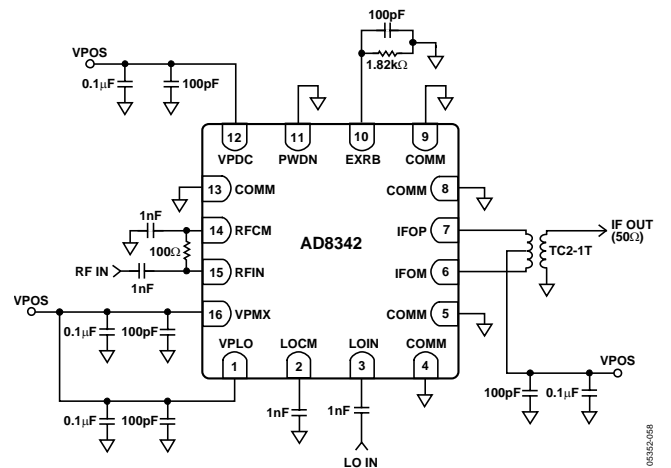 100pF
VPOS
1.82kΩ
0.1μF
100pF
12
11
10
9
VPDC
PWDN
EXRB
COMM
13
COMM
COMM
8
1nF
14
RFCM
IFOP
7
IF OUT
(50Ω)
100Ω
AD8342
TC2-1T
RF IN
15
RFIN
IFOM
6
1nF
VPOS
16
VPMX
COMM
5
0.1μF
100pF
VPLO
LOCM
LOIN
COMM
1
2
3
4
VPOS
100pF
0.1μF
0.1μF
100pF
1nF
1nF
LO IN
05352-058